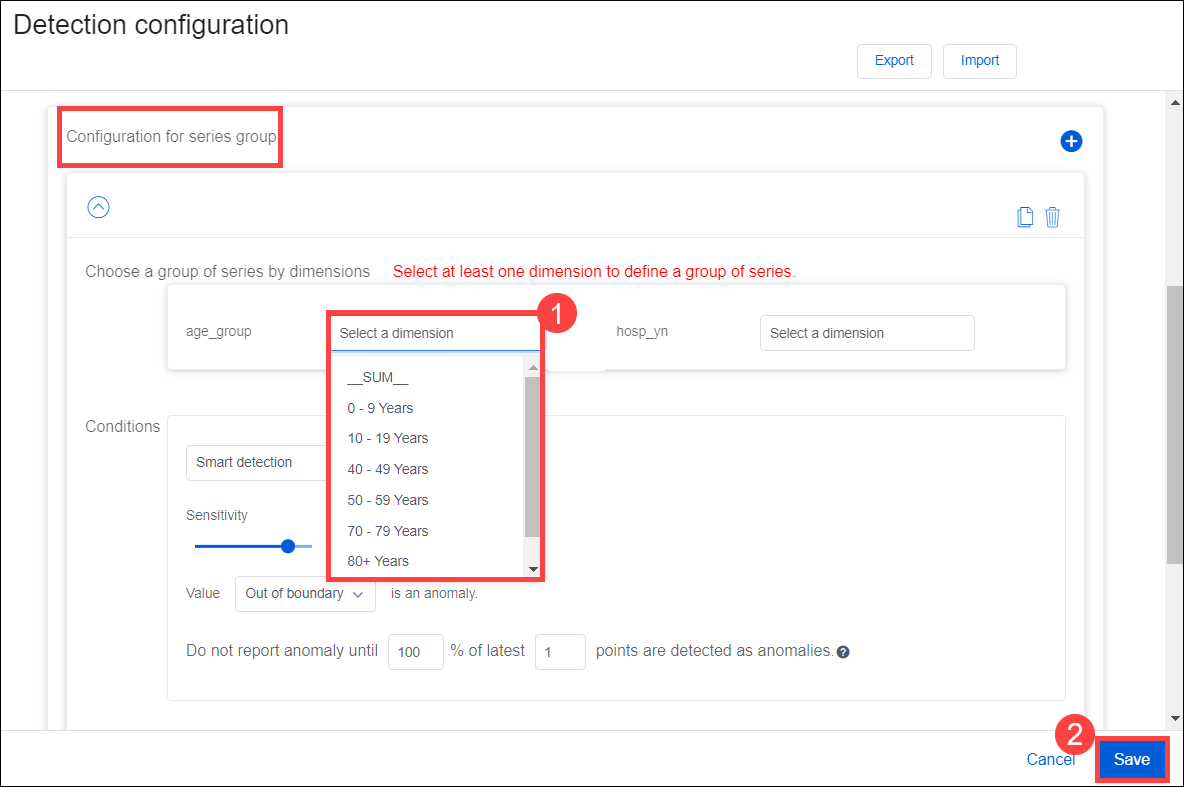 Detection configuration
Export Import
Configuration for series group
Choose a group of series by dimensions Select at least one dimension to define a group of series.
1
age_group Select a dimension hosp_yn Select a dimension
__SUM__
0 - 9 Years
10 - 19 Years
40 - 49 Years
50 - 59 Years
70 - 79 Years
80+ Years
Conditions
Smart detection
Sensitivity
Value Out of boundary is an anomaly.
Do not report anomaly until 100 % of latest 1 points are detected as anomalies. ?
2
Cancel Save